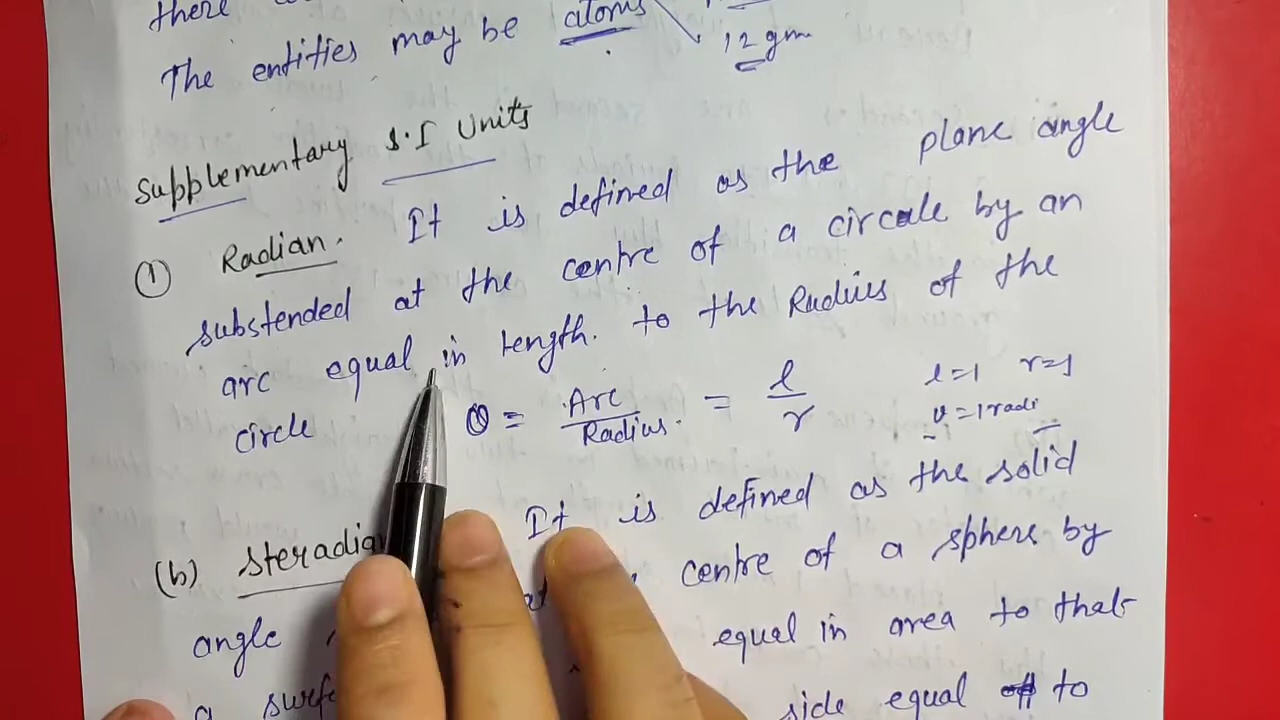 there
The entities may be atoms 12 gm
Supplementary S.I Units
① Radian. It is defined as the plane angle
substended at the centre of a circale by an
arc equal in length. to the Radius of the
circle θ = Arc / Radius. = l / r l=1 r=1
θ = 1 radi
(b) steradian It is defined as the solid
angle centre of a sphere by
a equal in area to that
side equal to